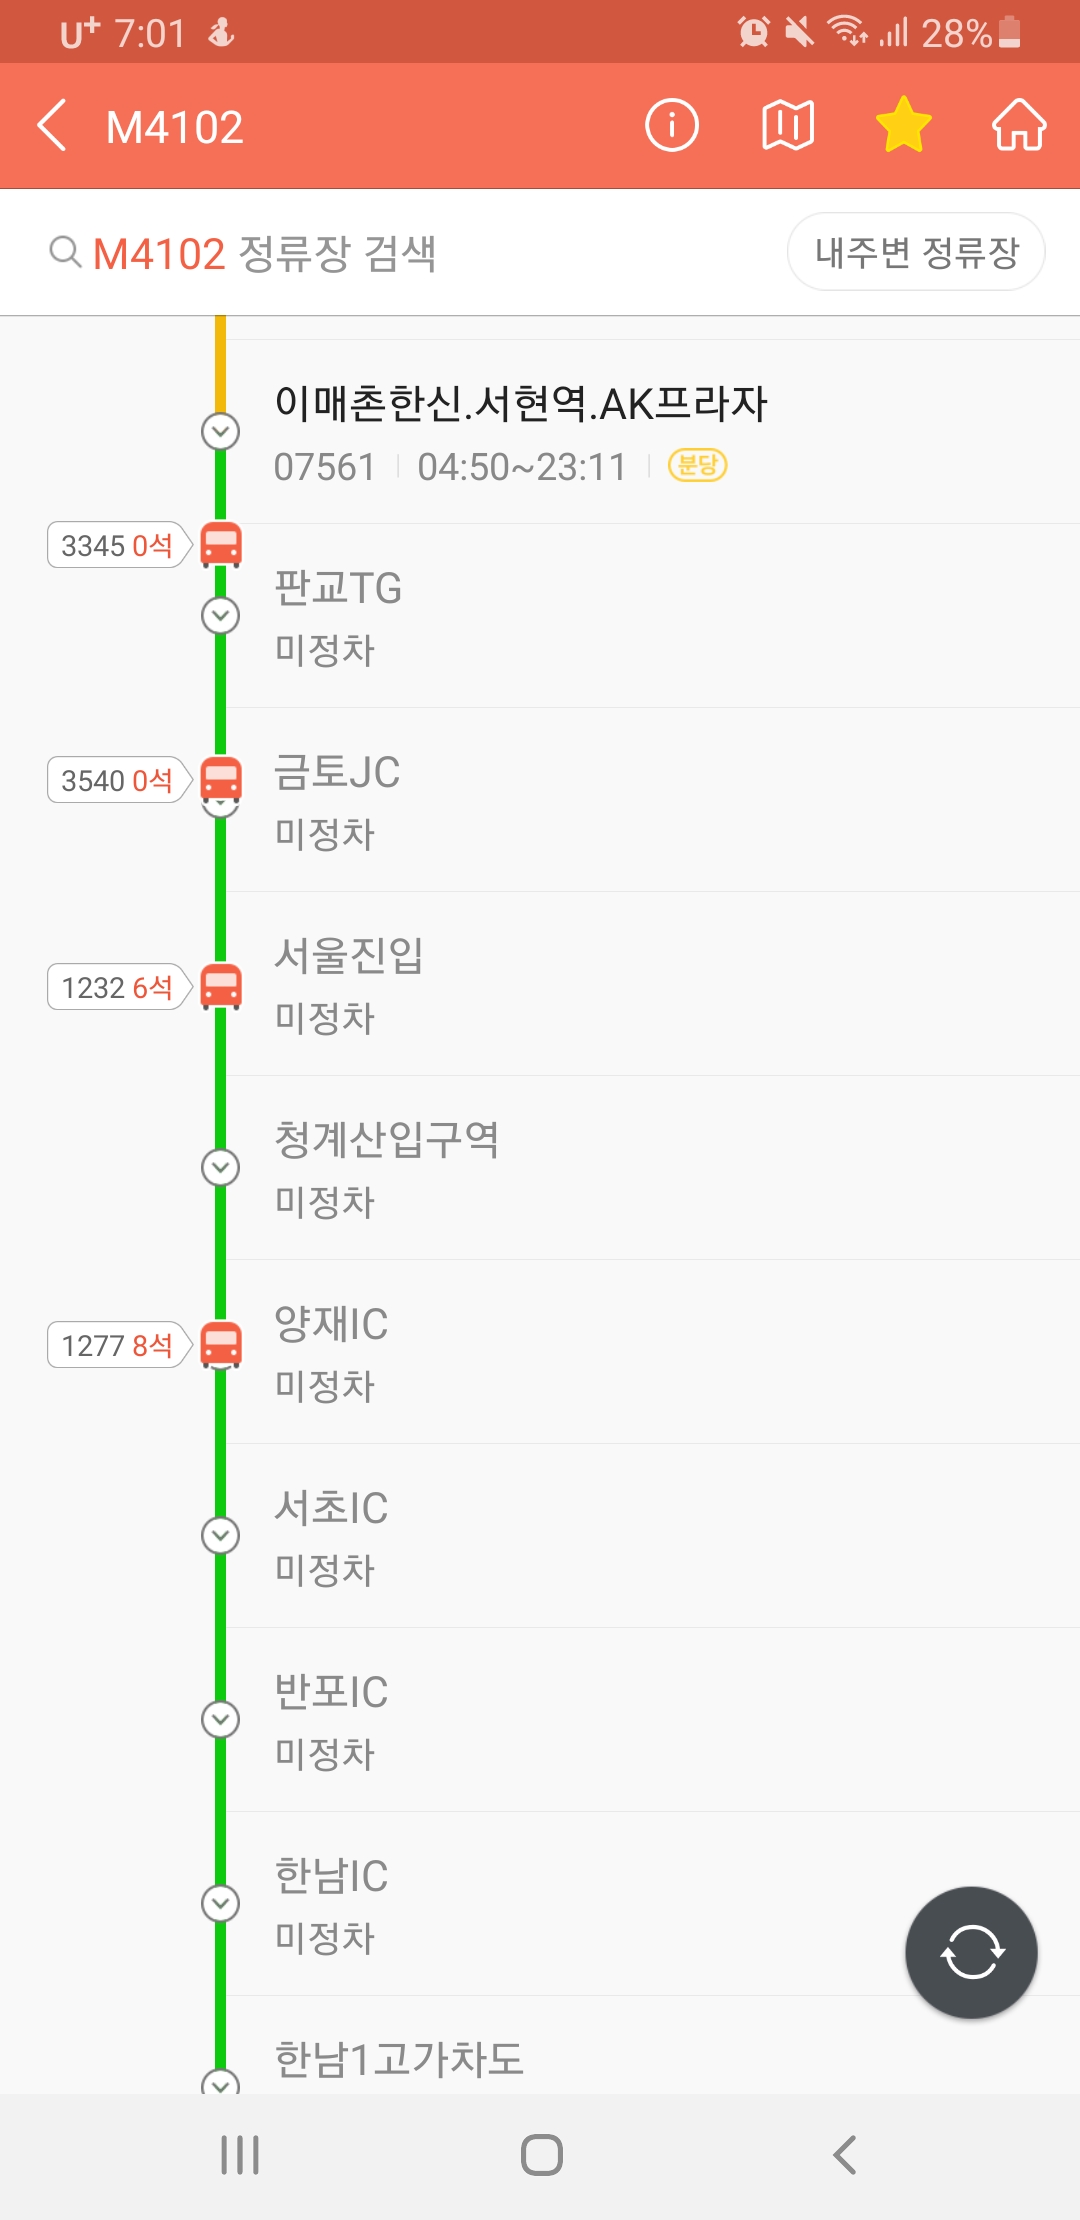 U+ 7:01 28%
M4102
M4102 정류장 검색 내주변 정류장
이매촌한신.서현역.AK프라자
07561 04:50~23:11 분당
3345 0석
판교TG
미정차
3540 0석
금토JC
미정차
서울진입
1232 6석
미정차
청계산입구역
미정차
양재IC
1277 8석
미정차
서초IC
미정차
반포IC
미정차
한남IC
미정차
한남1고가차도